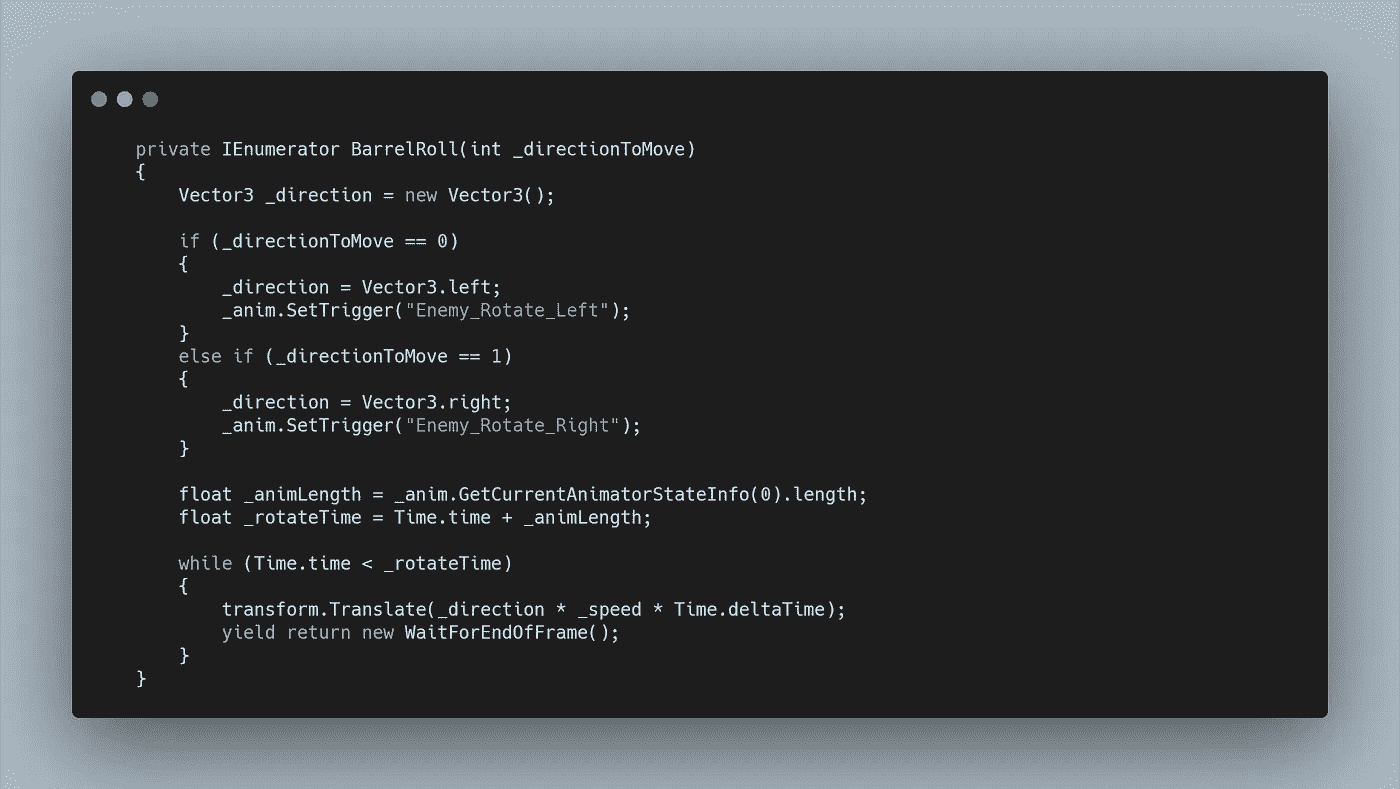 private IEnumerator BarrelRoll(int _directionToMove)
{
    Vector3 _direction = new Vector3();

    if (_directionToMove == 0)
    {
        _direction = Vector3.left;
        _anim.SetTrigger("Enemy_Rotate_Left");
    }
    else if (_directionToMove == 1)
    {
        _direction = Vector3.right;
        _anim.SetTrigger("Enemy_Rotate_Right");
    }

    float _animLength = _anim.GetCurrentAnimatorStateInfo(0).length;
    float _rotateTime = Time.time + _animLength;

    while (Time.time < _rotateTime)
    {
        transform.Translate(_direction * _speed * Time.deltaTime);
        yield return new WaitForEndOfFrame();
    }
}